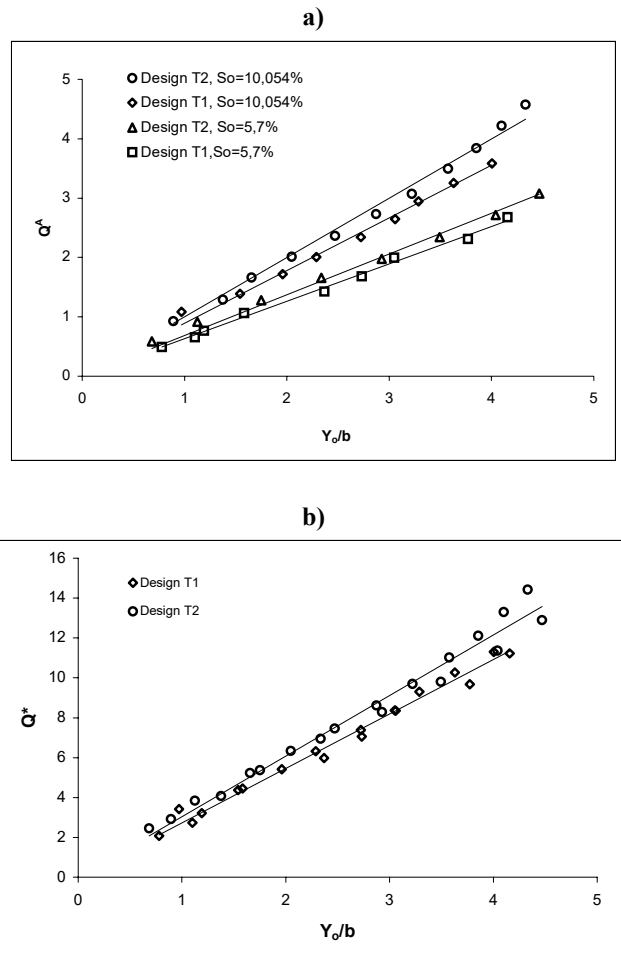 a)
5
4
3
2
1
0
Q^A
Design T2, So=10,054%
Design T1, So=10,054%
Design T2, So=5,7%
Design T1,So=5,7%
0 1 2 3 4 5
Yₒ/b
b)
16
14
12
10
8
6
4
2
0
Q*
Design T1
Design T2
0 1 2 3 4 5
Yₒ/b